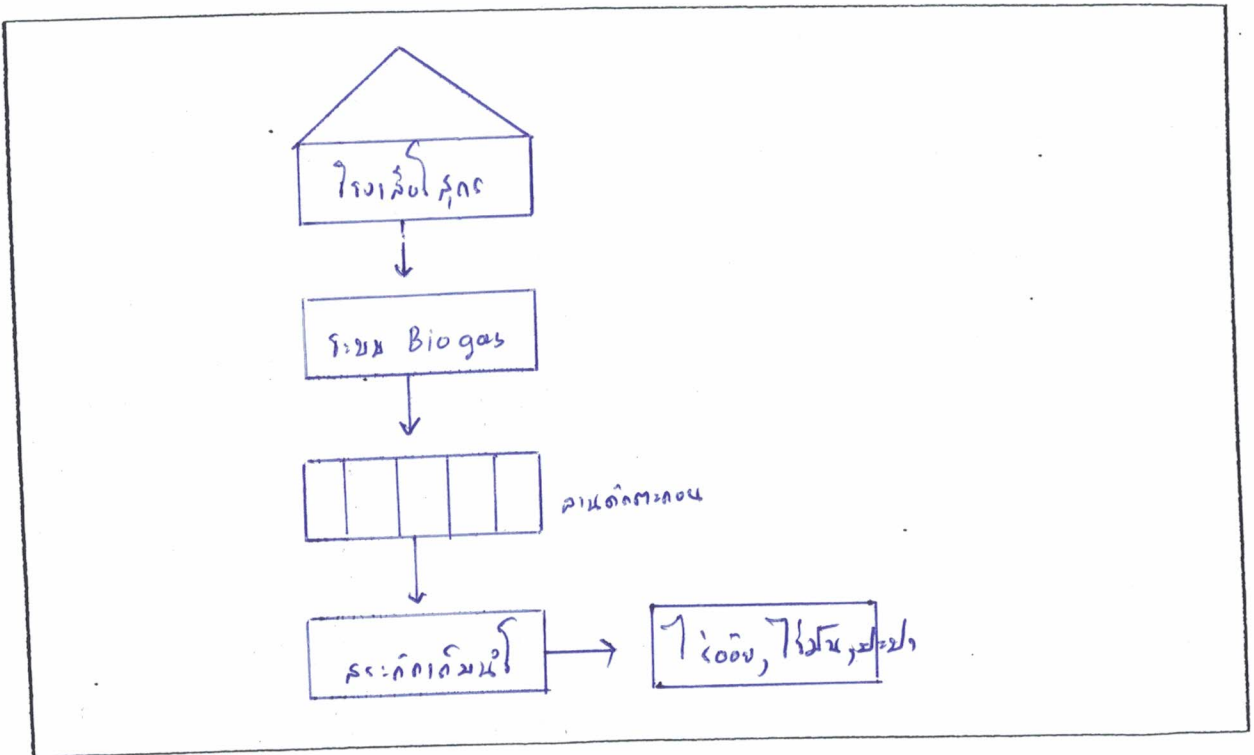 โรงเลี้ยงสุกร
ระบบ Biogas
ลานตากตะกอน
สระกักเก็บน้ำ
ไร่อ้อย, ไร่มัน,